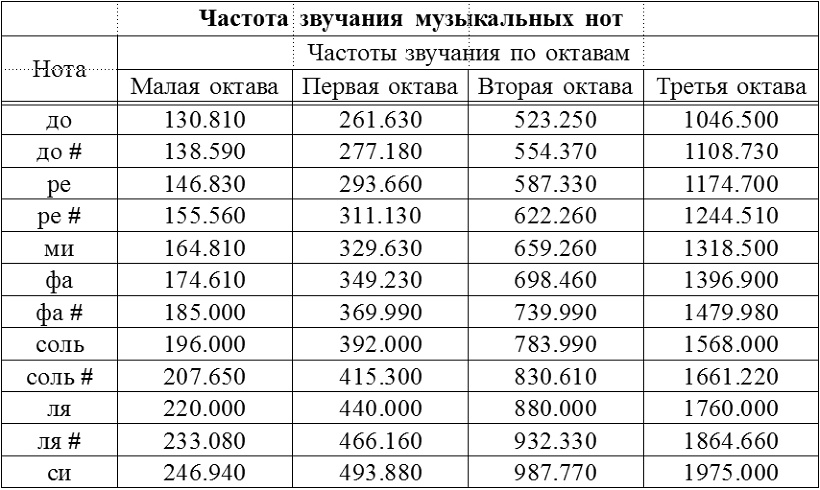 Частота звучания музыкальных нот
Нота
Частоты звучания по октавам
Малая октава Первая октава Вторая октава Третья октава
до 130.810 261.630 523.250 1046.500
до # 138.590 277.180 554.370 1108.730
ре 146.830 293.660 587.330 1174.700
ре # 155.560 311.130 622.260 1244.510
ми 164.810 329.630 659.260 1318.500
фа 174.610 349.230 698.460 1396.900
фа # 185.000 369.990 739.990 1479.980
соль 196.000 392.000 783.990 1568.000
соль # 207.650 415.300 830.610 1661.220
ля 220.000 440.000 880.000 1760.000
ля # 233.080 466.160 932.330 1864.660
си 246.940 493.880 987.770 1975.000